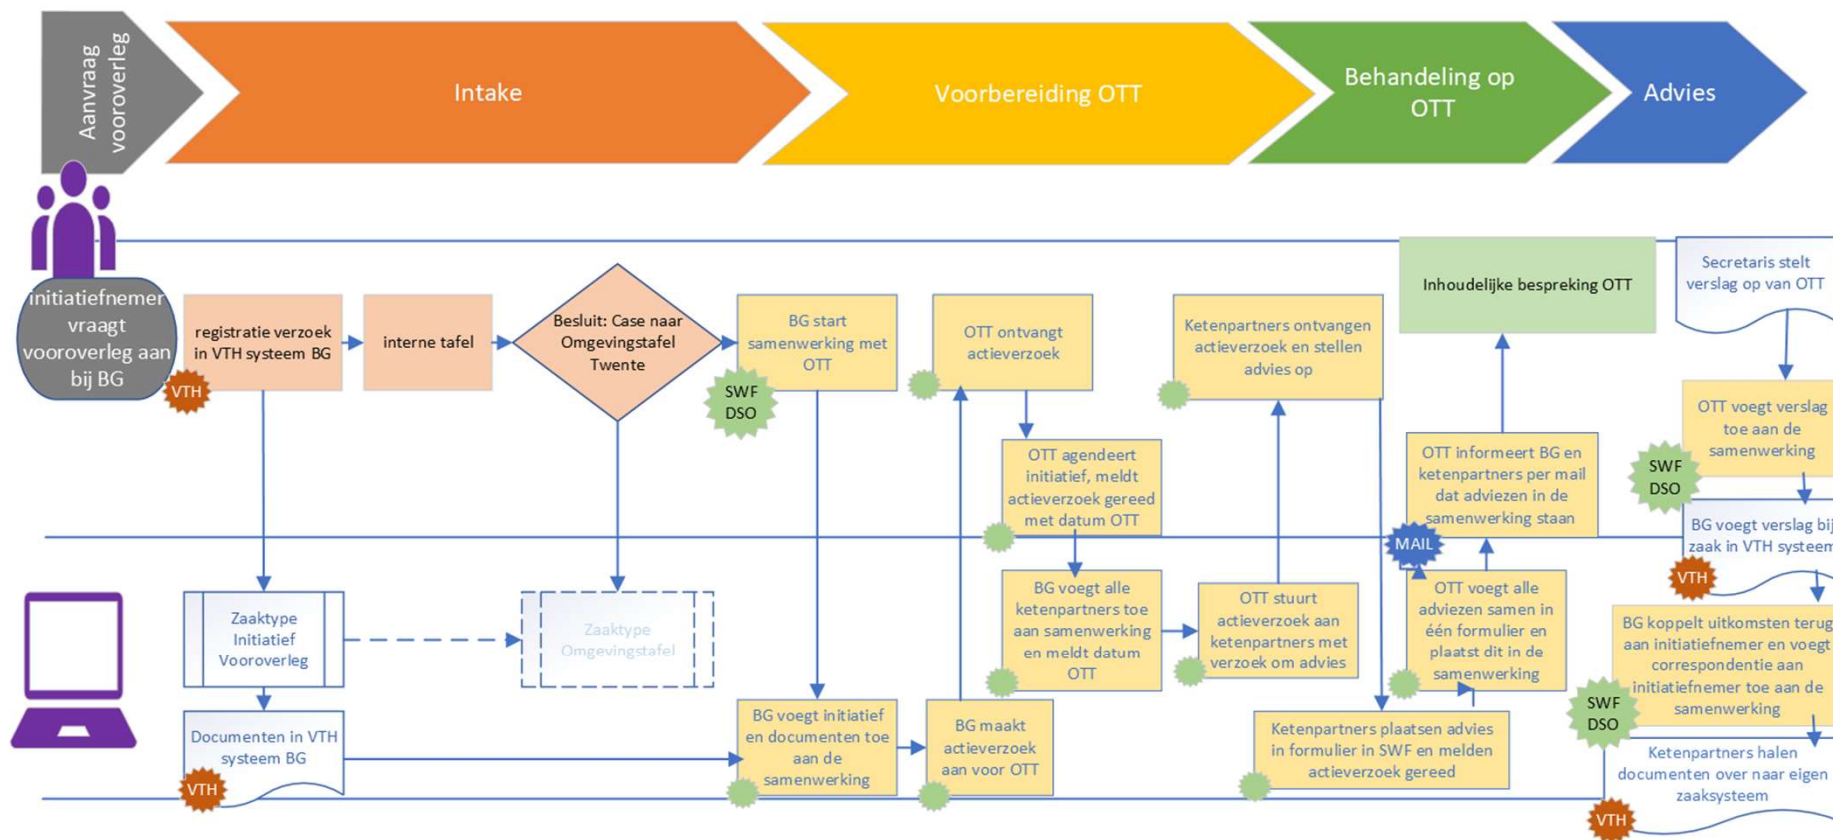 Aanvraag
vooroverleg
Intake
Voorbereiding OTT
Behandeling op
OTT
Advies
initiatiefnemer
vraagt
vooroverleg aan
bij BG
registratie verzoek
in VTH systeem BG
VTH
interne tafel
Besluit: Case naar
Omgevingstafel
Twente
BG start
samenwerking met
OTT
SWF
DSO
OTT ontvangt
actieverzoek
OTT agendeert
initiatief, meldt
actieverzoek gereed
met datum OTT
Ketenpartners ontvangen
actieverzoek en stellen
advies op
Inhoudelijke bespreking OTT
OTT informeert BG en
ketenpartners per mail
dat adviezen in de
samenwerking staan
MAIL
Secretaris stelt
verslag op van OTT
OTT voegt verslag
toe aan de
samenwerking
SWF
DSO
BG voegt verslag bij
zaak in VTH systeem
VTH
Zaaktype
Initiatief
Vooroverleg
Zaaktype
Omgevingstafel
BG voegt alle
ketenpartners toe
aan samenwerking
en meldt datum
OTT
OTT stuurt
actieverzoek aan
ketenpartners met
verzoek om advies
OTT voegt alle
adviezen samen in
één formulier en
plaatst dit in de
samenwerking
BG koppelt uitkomsten terug
aan initiatiefnemer en voegt
correspondentie aan
initiatiefnemer toe aan de
samenwerking
SWF
DSO
Documenten in VTH
systeem BG
VTH
BG voegt initiatief
en documenten toe
aan de
samenwerking
BG maakt
actieverzoek
aan voor OTT
Ketenpartners plaatsen advies
in formulier in SWF en melden
actieverzoek gereed
Ketenpartners halen
documenten over naar eigen
zaaksysteem
VTH